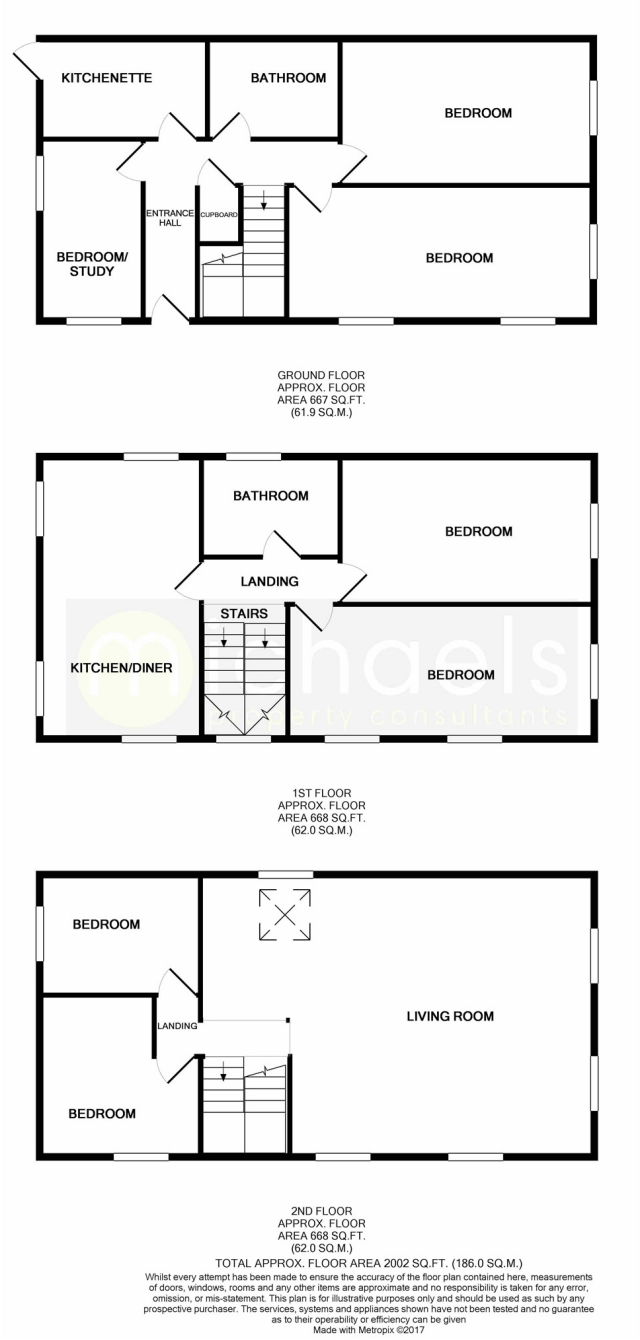 KITCHENETTE
BATHROOM
BEDROOM
ENTRANCE
HALL
CUPBOARD
BEDROOM/
STUDY
BEDROOM
GROUND FLOOR
APPROX. FLOOR
AREA 667 SQ.FT.
(61.9 SQ.M.)
BATHROOM
BEDROOM
LANDING
STAIRS
KITCHEN/DINER
BEDROOM
michaels
property consultants
1ST FLOOR
APPROX. FLOOR
AREA 668 SQ.FT.
(62.0 SQ.M.)
BEDROOM
LIVING ROOM
LANDING
BEDROOM
2ND FLOOR
APPROX. FLOOR
AREA 668 SQ.FT.
(62.0 SQ.M.)
TOTAL APPROX. FLOOR AREA 2002 SQ.FT. (186.0 SQ.M.)
Whilst every attempt has been made to ensure the accuracy of the floor plan contained here, measurements
of doors, windows, rooms and any other items are approximate and no responsibility is taken for any error,
omission, or mis-statement. This plan is for illustrative purposes only and should be used as such by any
prospective purchaser. The services, systems and appliances shown have not been tested and no guarantee
as to their operability or efficiency can be given
Made with Metropix ©2017